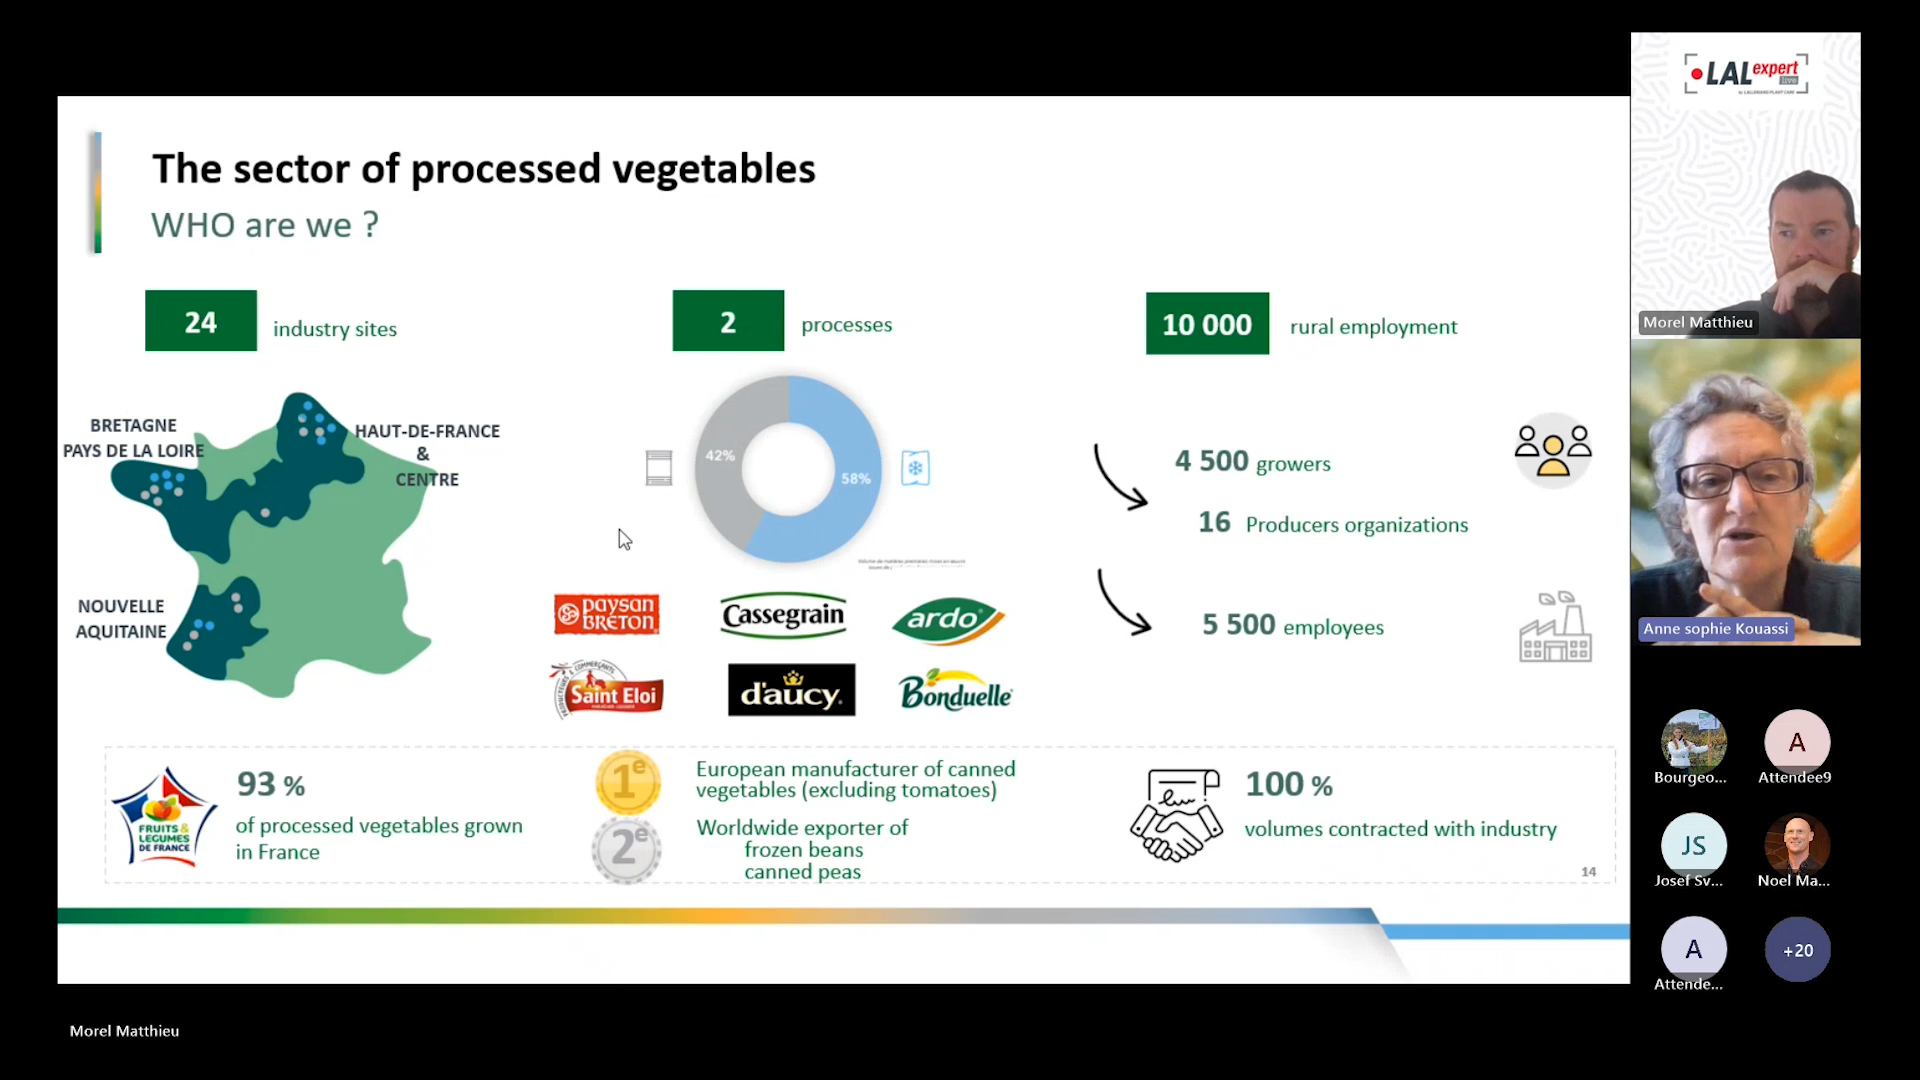 The sector of processed vegetables
WHO are we ?
24
industry sites
2
processes
10 000
rural employment
BRETAGNE
PAYS DE LA LOIRE
HAUT-DE-FRANCE
&
CENTRE
NOUVELLE
AQUITAINE
42%
58%
4 500 growers
16 Producers organizations
5 500 employees
paysan
BRETON
Cassegrain
ardo
Saint Eloi
d'aucy
Bonduelle
FRUITS &
LEGUMES
DE FRANCE
93 %
of processed vegetables grown
in France
1e
European manufacturer of canned
vegetables (excluding tomatoes)
2e
Worldwide exporter of
frozen beans
canned peas
100 %
volumes contracted with industry
14
LAL expert
live
Morel Matthieu
Anne sophie Kouassi
Bourgeo...
A
Attendee9
JS
Josef Sv...
Noel Ma...
A
Attende...
+20
Morel Matthieu